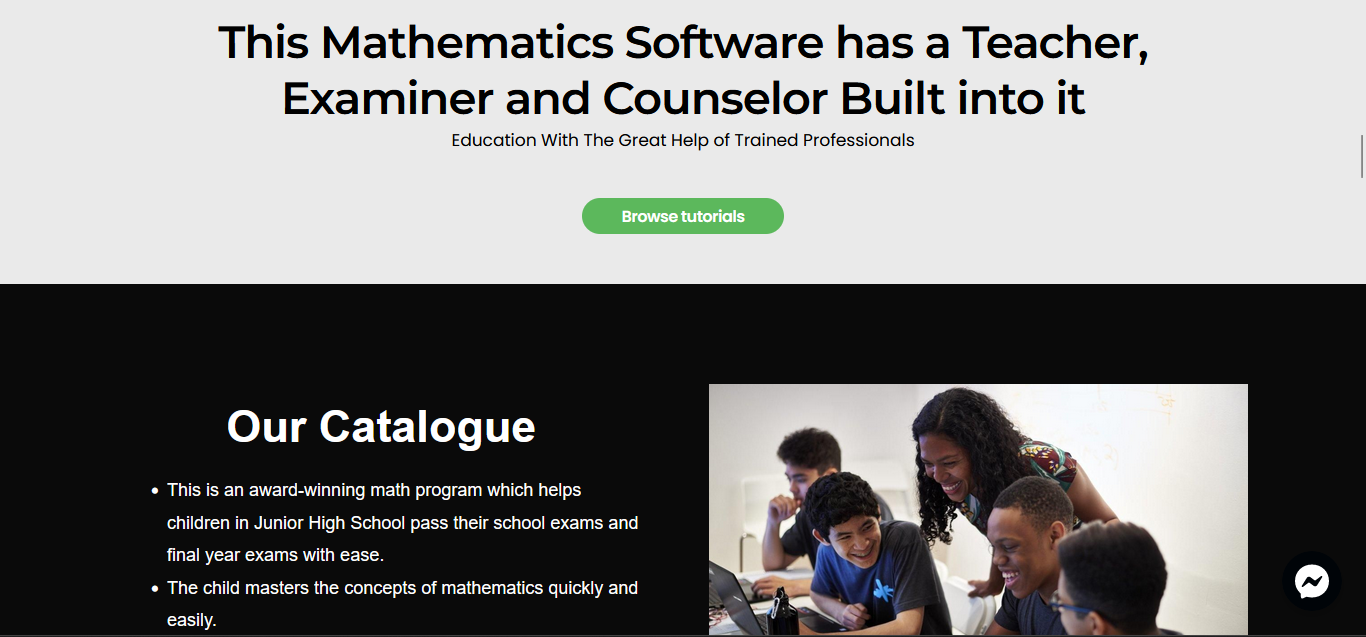 This Mathematics Software has a Teacher,
Examiner and Counselor Built into it
Education With The Great Help of Trained Professionals
Browse tutorials
Our Catalogue
This is an award-winning math program which helps
children in Junior High School pass their school exams and
final year exams with ease.
The child masters the concepts of mathematics quickly and
easily.